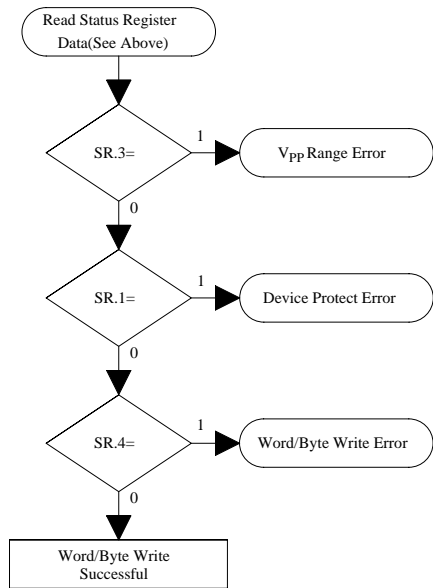 Read Status Register
Data(See Above)
SR.3=
1
VPP Range Error
0
SR.1=
1
Device Protect Error
0
SR.4=
1
Word/Byte Write Error
0
Word/Byte Write
Successful